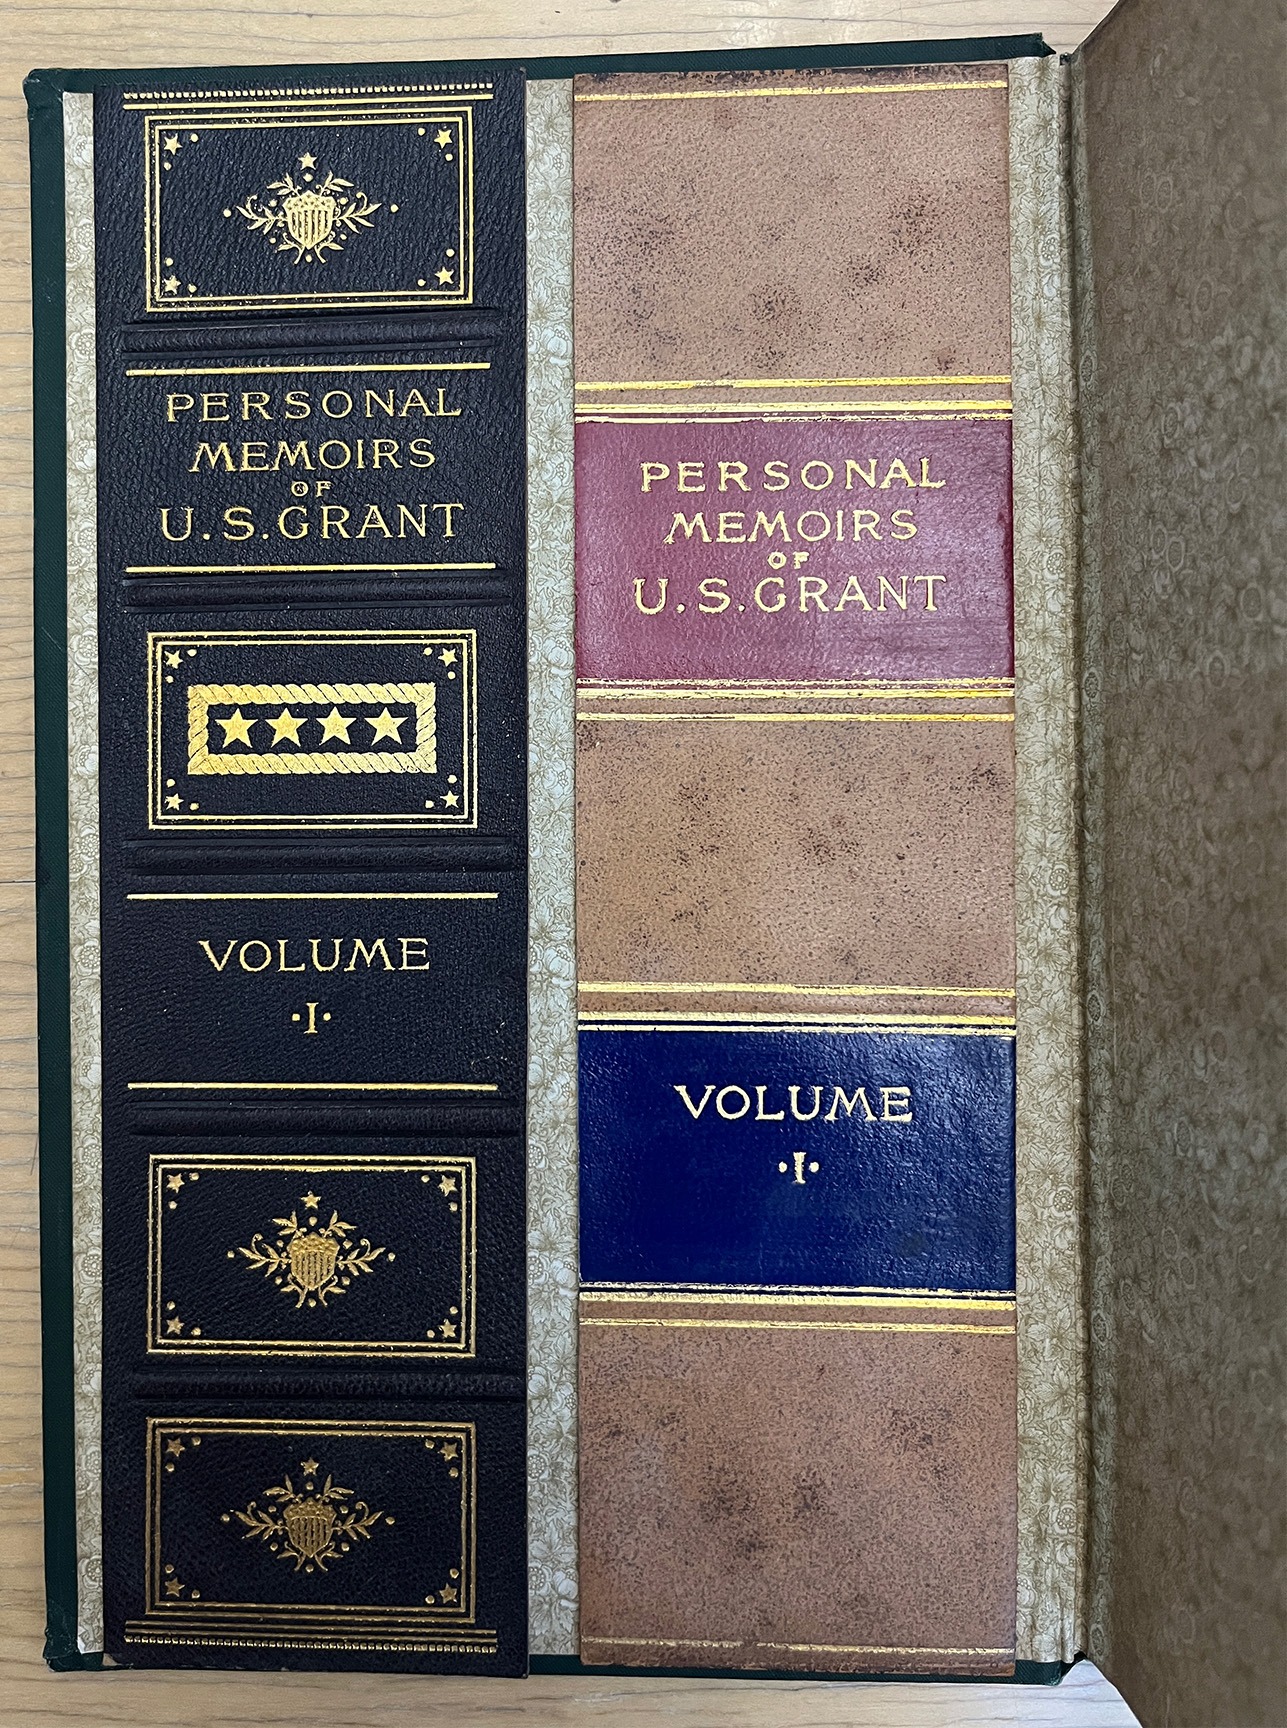 PERSONAL
MEMOIRS
OF
U.S.GRANT
VOLUME
·I·
PERSONAL
MEMOIRS
OF
U.S.GRANT
VOLUME
·I·